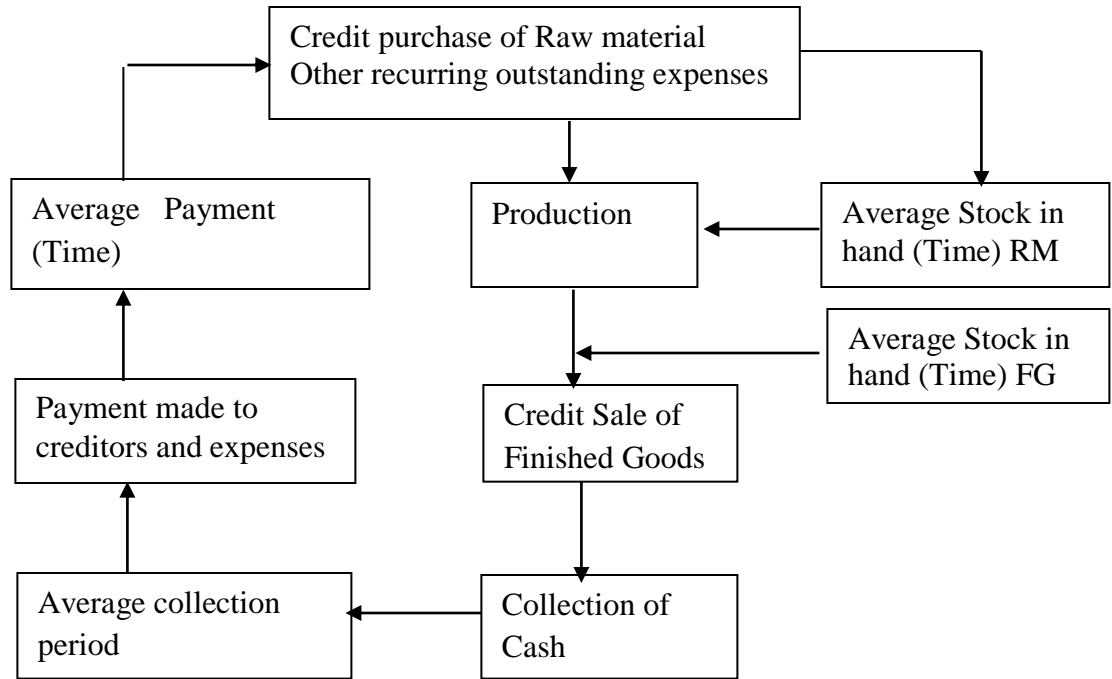 Credit purchase of Raw material
Other recurring outstanding expenses
Average Payment
(Time)
Production
Average Stock in
hand (Time) RM
Average Stock in
hand (Time) FG
Payment made to
creditors and expenses
Credit Sale of
Finished Goods
Average collection
period
Collection of
Cash